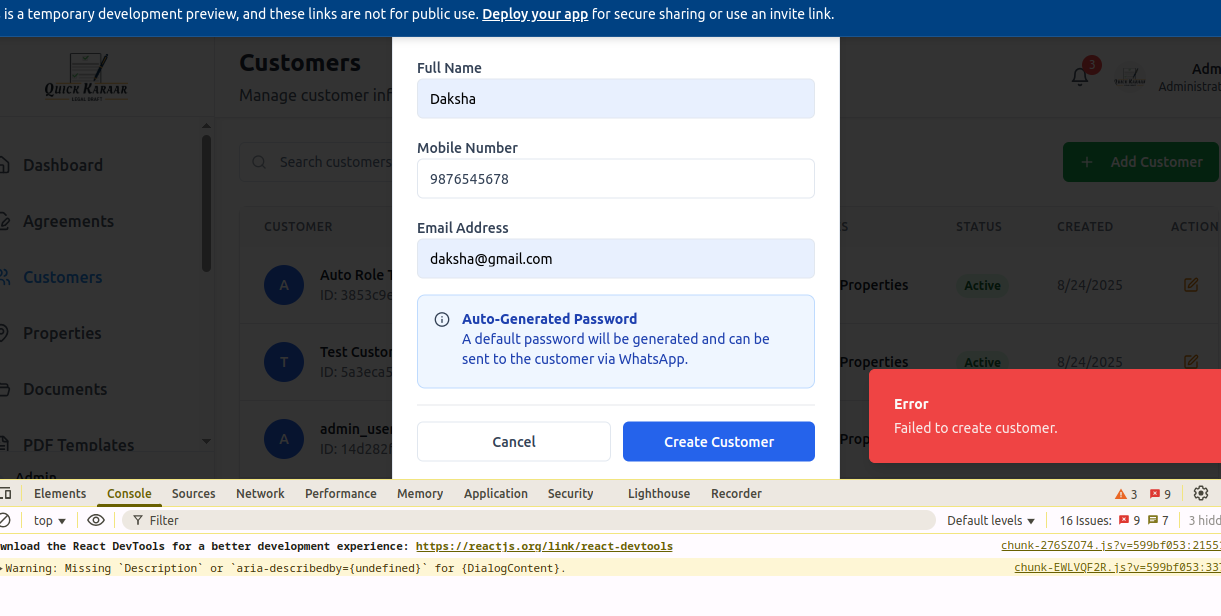 is a temporary development preview, and these links are not for public use. Deploy your app for secure sharing or use an invite link.
QUICK KARAAR
LEGAL DRAFT
Customers
Manage customer inf
3
Adm
Administrat
Dashboard
Agreements
Customers
Properties
Documents
PDF Templates
Admin
Search customers
Add Customer
CUSTOMER
STATUS
CREATED
ACTION
A
Auto Role T
ID: 3853c9e
Properties
Active
8/24/2025
T
Test Custor
ID: 5a3eca5
Properties
Active
8/24/2025
A
admin_use
ID: 14d282f
Prop
Full Name
Daksha
Mobile Number
9876545678
Email Address
daksha@gmail.com
Auto-Generated Password
A default password will be generated and can be
sent to the customer via WhatsApp.
Cancel
Create Customer
Error
Failed to create customer.
Elements Console Sources Network Performance Memory Application Security Lighthouse Recorder 3 9
top Filter Default levels 16 Issues: 9 7 3 hidd
wnload the React DevTools for a better development experience: https://reactjs.org/link/react-devtools chunk-276SZO74.js?v=599bf053:2155
Warning: Missing `Description` or `aria-describedby={undefined}` for {DialogContent}. chunk-EWLVQF2R.js?v=599bf053:33